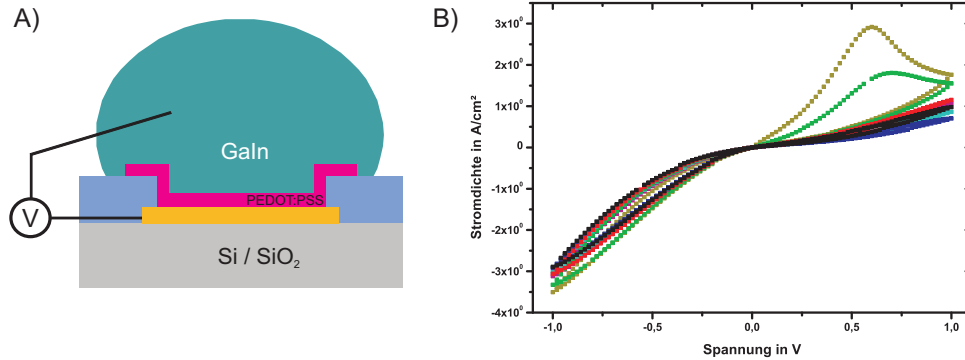 A)
GaIn
PEDOT:PSS
V
Si / SiO₂
B)
Stromdichte in A/cm²
3x10⁰
2x10⁰
1x10⁰
0
-1x10⁰
-2x10⁰
-3x10⁰
-4x10⁰
-1,0 -0,5 0,0 0,5 1,0
Spannung in V